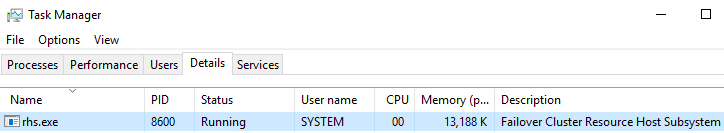 Task Manager
File Options View
Processes Performance Users Details Services
Name PID Status User name CPU Memory (p... Description
rhs.exe 8600 Running SYSTEM 00 13,188 K Failover Cluster Resource Host Subsystem